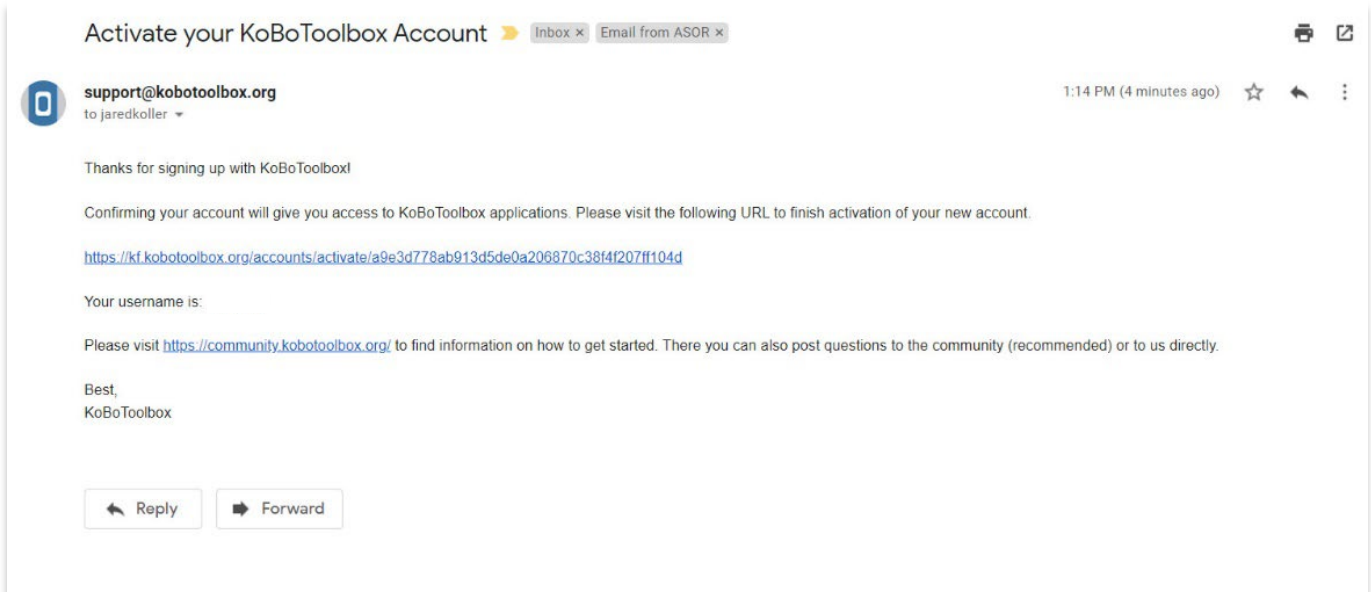 Activate your KoBoToolbox Account Inbox × Email from ASOR ×
support@kobotoolbox.org 1:14 PM (4 minutes ago)
to jaredkoller
Thanks for signing up with KoBoToolbox!
Confirming your account will give you access to KoBoToolbox applications. Please visit the following URL to finish activation of your new account.
https://kf.kobotoolbox.org/accounts/activate/a9e3d778ab913d5de0a206870c38f4f207ff104d
Your username is:
Please visit https://community.kobotoolbox.org/ to find information on how to get started. There you can also post questions to the community (recommended) or to us directly.
Best,
KoBoToolbox
Reply Forward